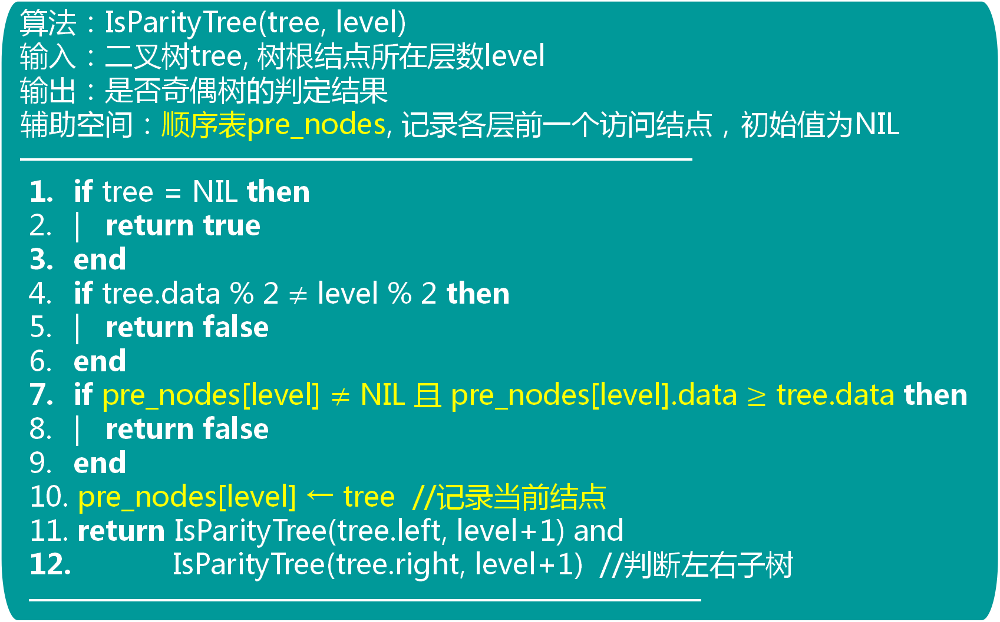 算法：IsParityTree(tree, level)
输入：二叉树tree, 树根结点所在层数level
输出：是否奇偶树的判定结果
辅助空间：顺序表pre_nodes, 记录各层前一个访问结点，初始值为NIL
1. if tree = NIL then
2. | return true
3. end
4. if tree.data % 2 ≠ level % 2 then
5. | return false
6. end
7. if pre_nodes[level] ≠ NIL 且 pre_nodes[level].data ≥ tree.data then
8. | return false
9. end
10. pre_nodes[level] ← tree //记录当前结点
11. return IsParityTree(tree.left, level+1) and
12. IsParityTree(tree.right, level+1) //判断左右子树